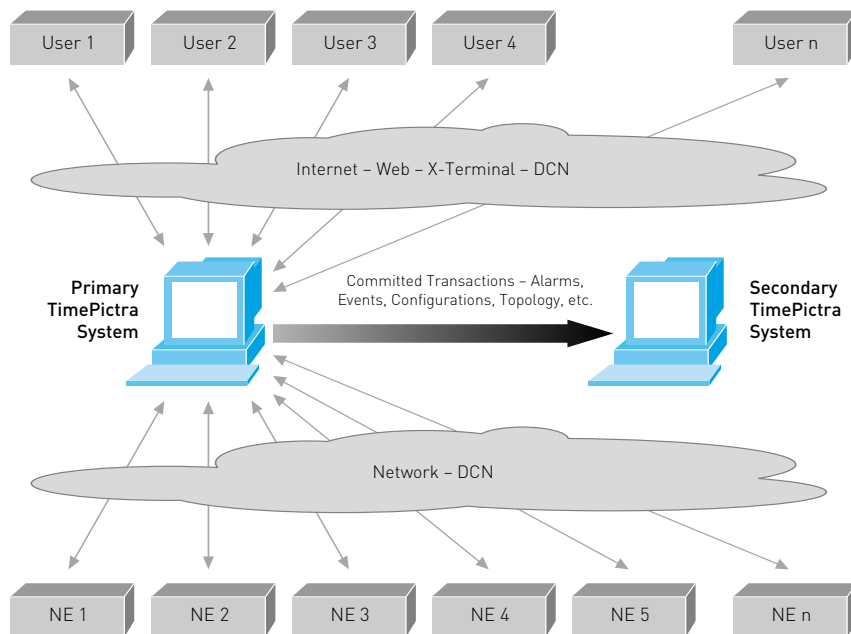 User 1
User 2
User 3
User 4
User n
Internet – Web – X-Terminal – DCN
Primary
TimePictra
System
Committed Transactions – Alarms,
Events, Configurations, Topology, etc.
Secondary
TimePictra
System
Network – DCN
NE 1
NE 2
NE 3
NE 4
NE 5
NE n